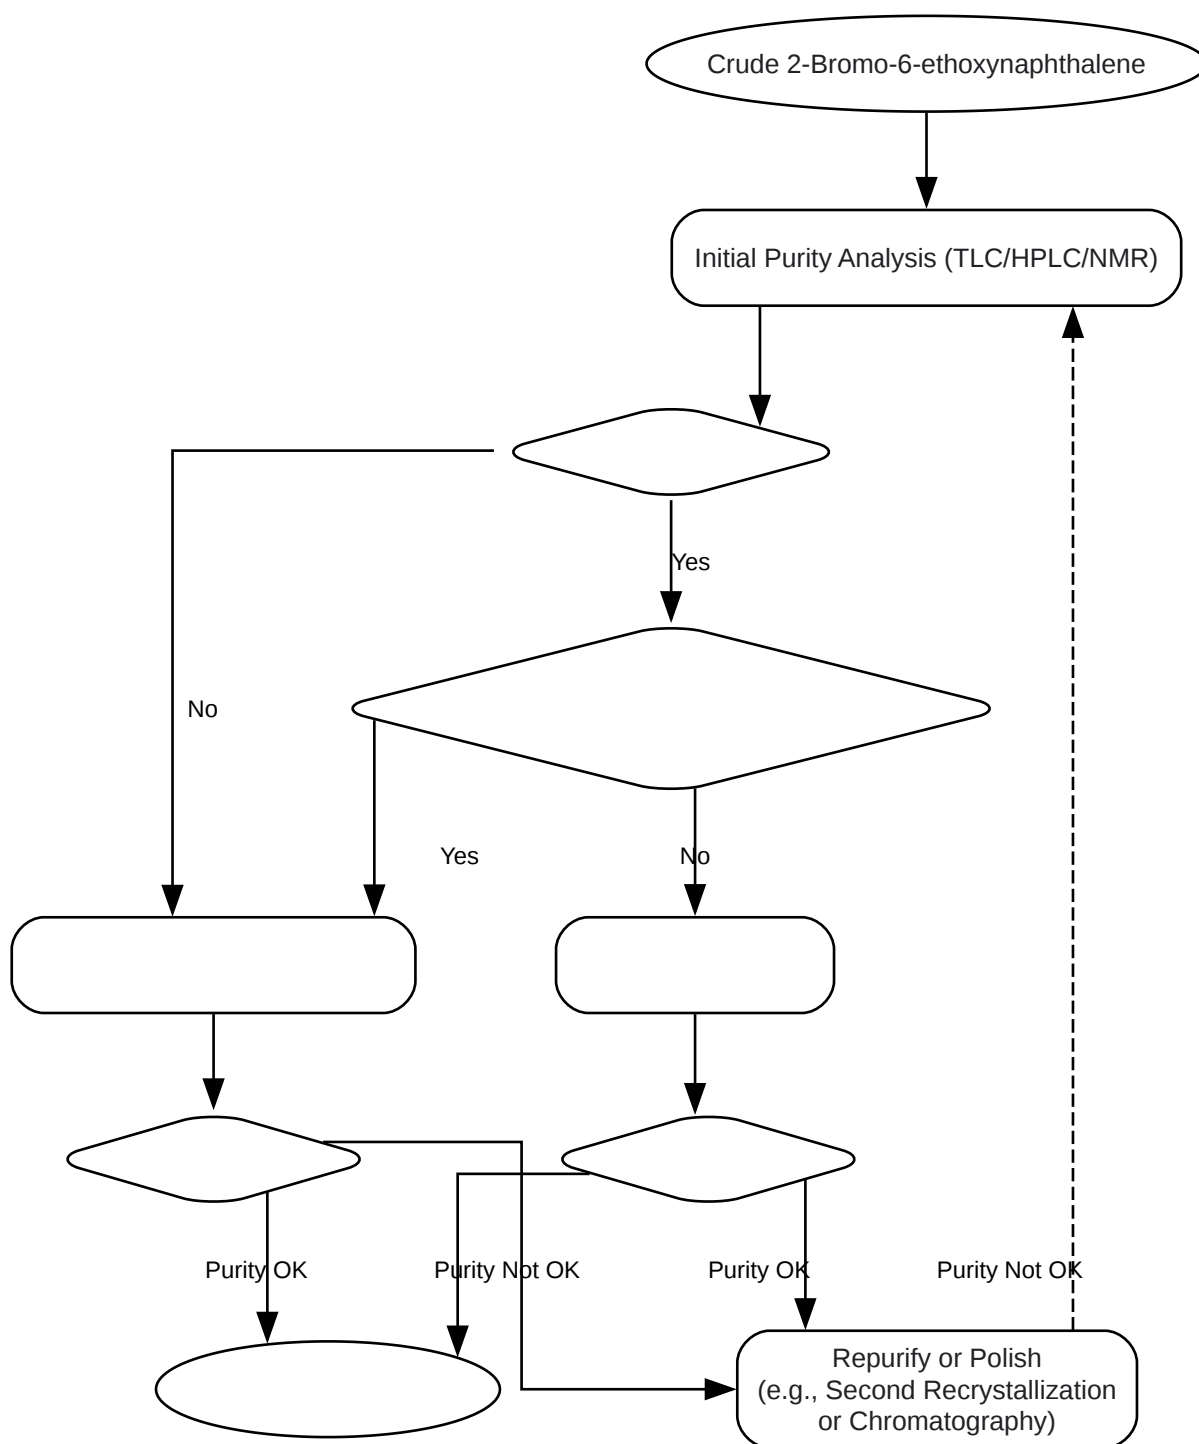 Crude 2-Bromo-6-ethoxynaphthalene
Initial Purity Analysis (TLC/HPLC/NMR)
Yes
No
Yes
No
Purity OK
Purity Not OK
Purity OK
Purity Not OK
Repurify or Polish
(e.g., Second Recrystallization
or Chromatography)